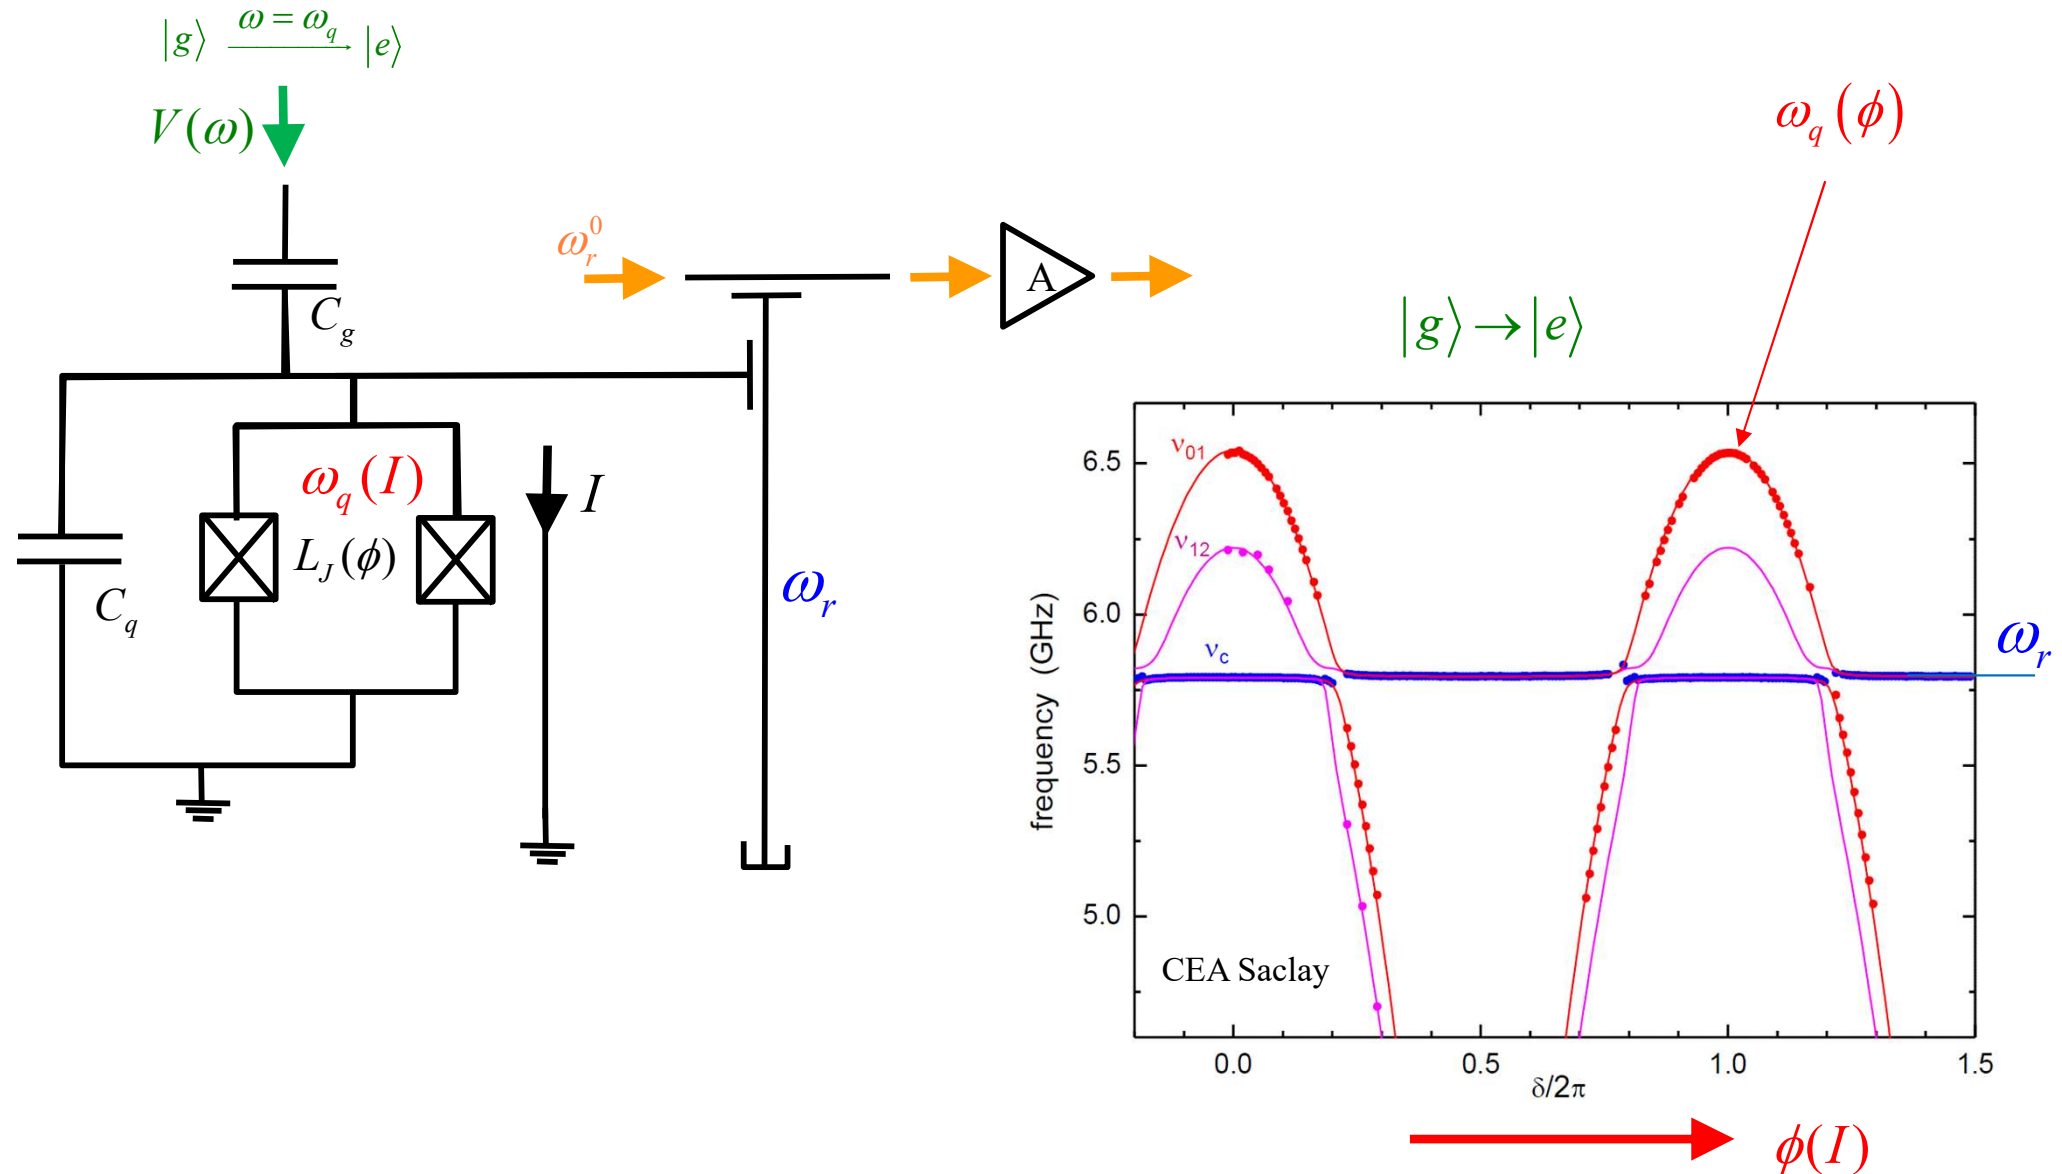 |g⟩ ω = ω_q → |e⟩
V(ω)
C_g
ω_r^0
A
ω_q(I)
L_J(ϕ)
I
C_q
ω_r
ω_q(ϕ)
|g⟩→|e⟩
ν01
ν12
νc
frequency (GHz)
6.5
6.0
5.5
5.0
CEA Saclay
ω_r
0.0 0.5 1.0 1.5
δ/2π
ϕ(I)